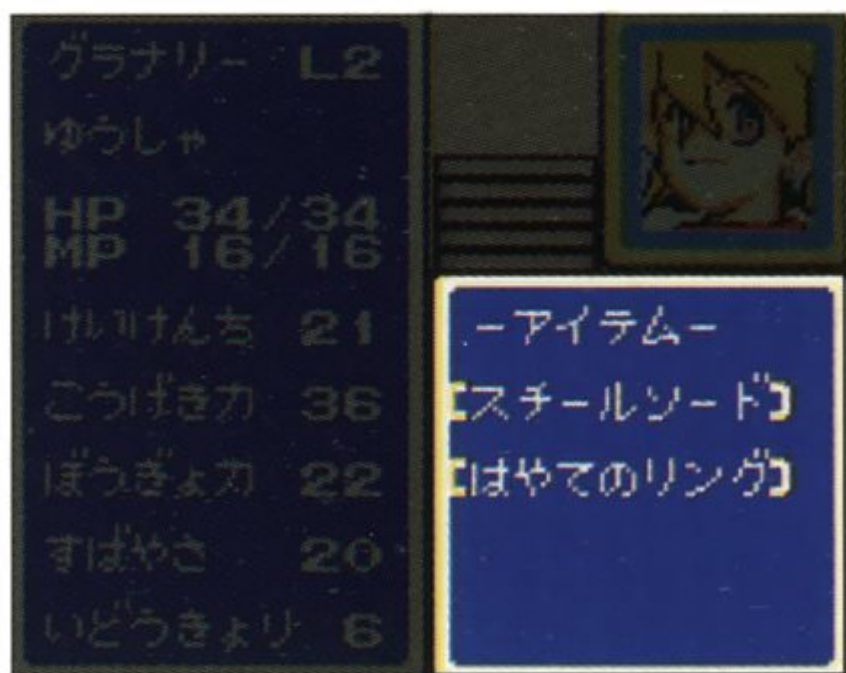 グラナリー L2
ゆうしゃ
HP 34/34
MP 16/16
けいけんち 21
こうげき力 36
ぼうぎょ力 22
すばやさ 20
いどうきょり 6
-アイテム-
【スチールソード】
【はやてのリング】